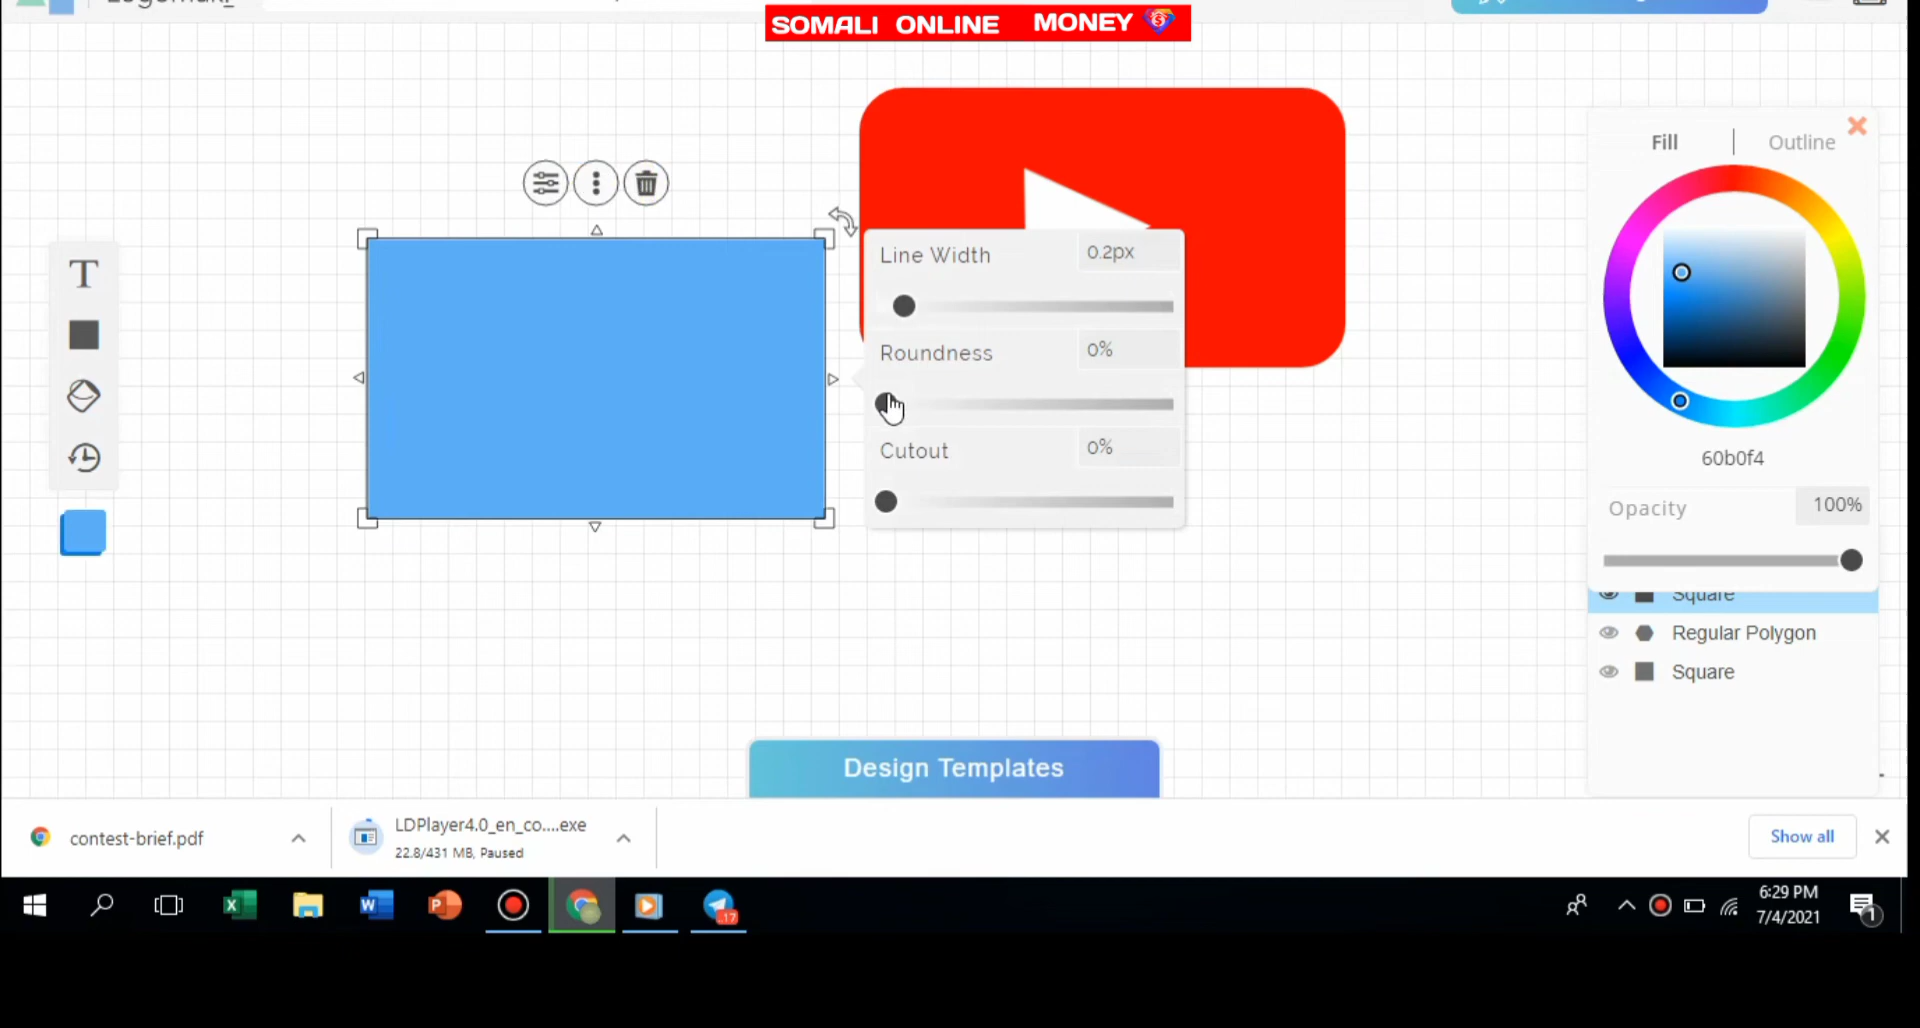 SOMALI ONLINE MONEY
Fill
Outline
Line Width
0.2px
T
Roundness
0%
Cutout
0%
60b0f4
Opacity
100%
Square
Regular Polygon
Square
Design Templates
contest-brief.pdf
LDPlayer4.0_en_co....exe
22.8/431 MB, Paused
Show all
6:29 PM
7/4/2021
..17
1